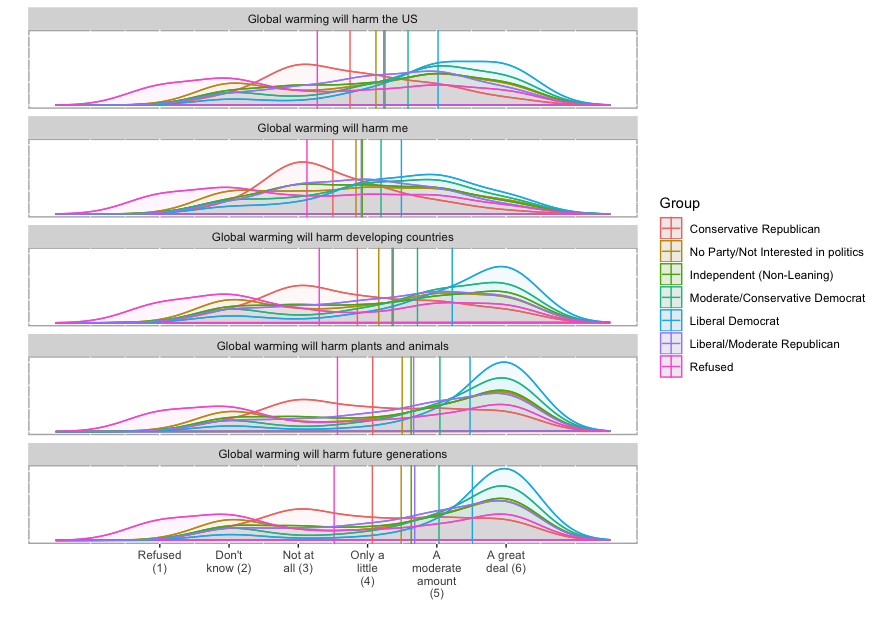 Global warming will harm the US
Global warming will harm me
Global warming will harm developing countries
Global warming will harm plants and animals
Global warming will harm future generations
Refused
(1)
Don't
know (2)
Not at
all (3)
Only a
little
(4)
A
moderate
amount
(5)
A great
deal (6)
Group
Conservative Republican
No Party/Not Interested in politics
Independent (Non-Leaning)
Moderate/Conservative Democrat
Liberal Democrat
Liberal/Moderate Republican
Refused